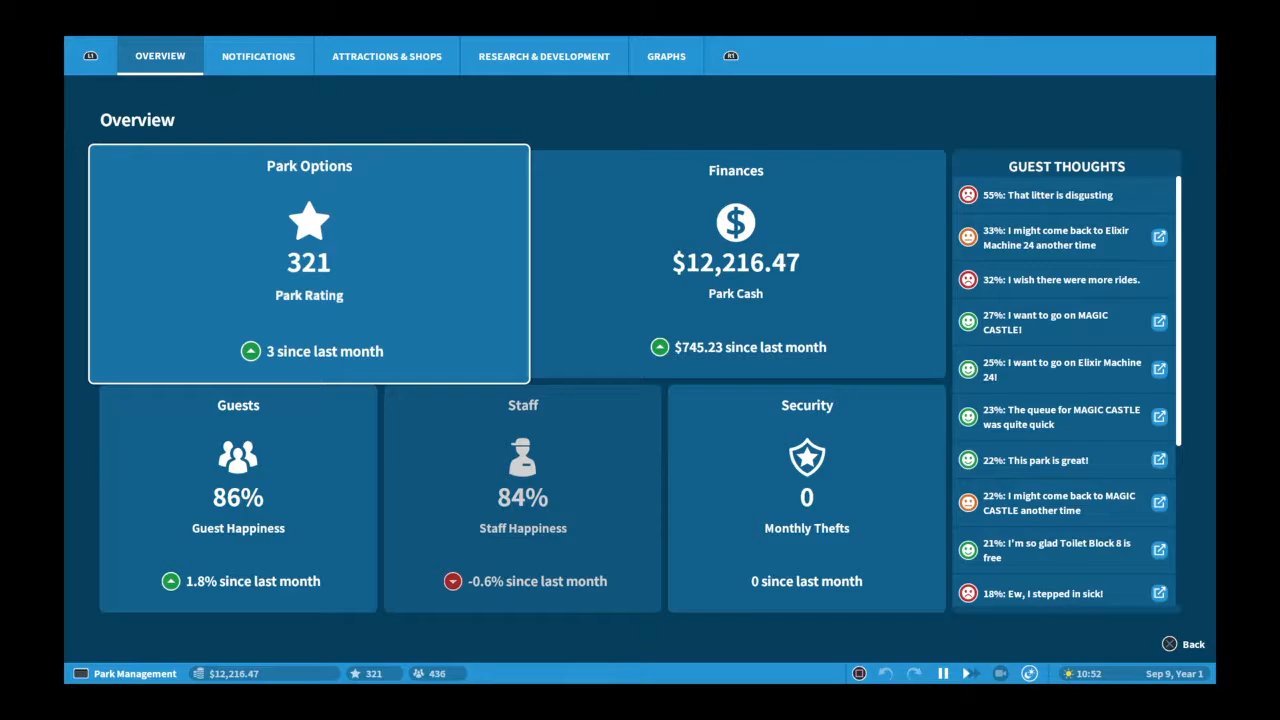 L1
OVERVIEW
NOTIFICATIONS
ATTRACTIONS & SHOPS
RESEARCH & DEVELOPMENT
GRAPHS
R1
Overview
Park Options
321
Park Rating
3 since last month
Finances
$
$12,216.47
Park Cash
$745.23 since last month
Guests
86%
Guest Happiness
1.8% since last month
Staff
84%
Staff Happiness
-0.6% since last month
Security
0
Monthly Thefts
0 since last month
GUEST THOUGHTS
55%: That litter is disgusting
33%: I might come back to Elixir
Machine 24 another time
32%: I wish there were more rides.
27%: I want to go on MAGIC
CASTLE!
25%: I want to go on Elixir Machine
24!
23%: The queue for MAGIC CASTLE
was quite quick
22%: This park is great!
22%: I might come back to MAGIC
CASTLE another time
21%: I'm so glad Toilet Block 8 is
free
18%: Ew, I stepped in sick!
Back
Park Management
$12,216.47
321
436
10:52
Sep 9, Year 1